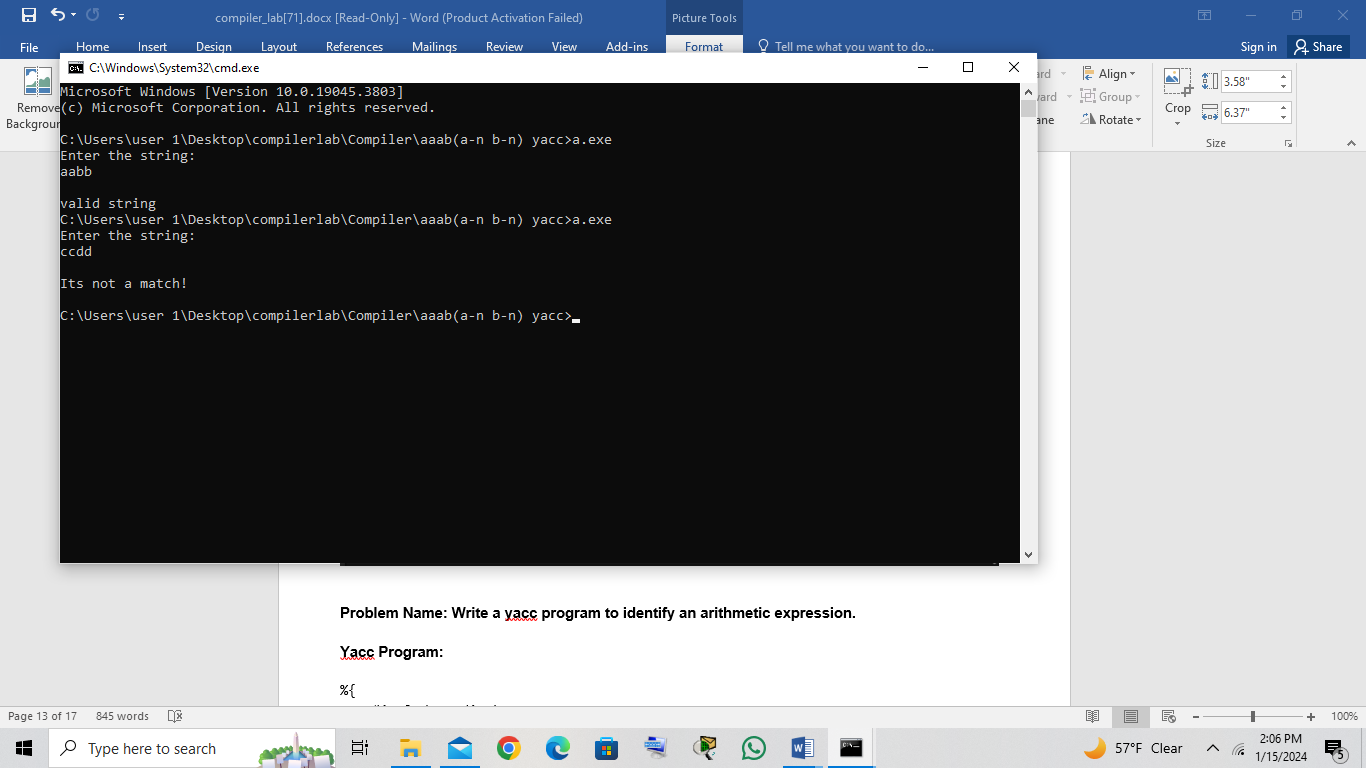 compiler_lab[71].docx [Read-Only] - Word (Product Activation Failed)
Picture Tools
File Home Insert Design Layout References Mailings Review View Add-ins Format Tell me what you want to do... Sign in Share
C:\Windows\System32\cmd.exe
Remove
Align
Group
Rotate
Crop
3.58"
6.37"
Size
Microsoft Windows [Version 10.0.19045.3803]
(c) Microsoft Corporation. All rights reserved.
C:\Users\user 1\Desktop\compilerlab\Compiler\aaab(a-n b-n) yacc>a.exe
Enter the string:
aabb
valid string
C:\Users\user 1\Desktop\compilerlab\Compiler\aaab(a-n b-n) yacc>a.exe
Enter the string:
ccdd
Its not a match!
C:\Users\user 1\Desktop\compilerlab\Compiler\aaab(a-n b-n) yacc>
Problem Name: Write a yacc program to identify an arithmetic expression.
Yacc Program:
%{
Page 13 of 17 845 words 100%
Type here to search
57°F Clear
2:06 PM
1/15/2024
5